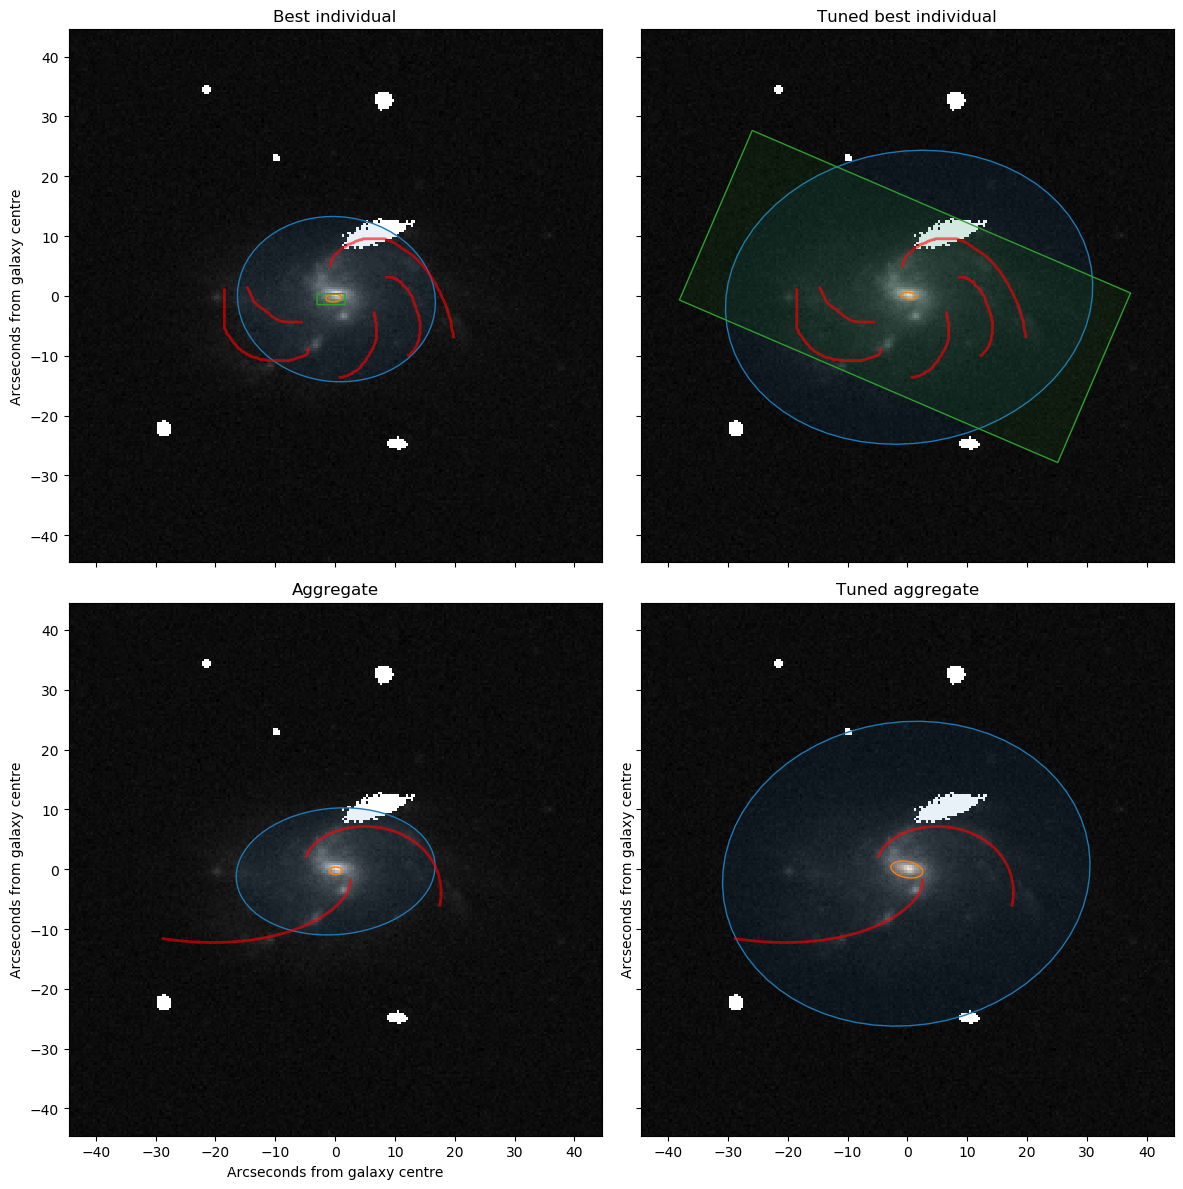 Best individual
Tuned best individual
40
30
20
10
0
−10
−20
−30
−40
Arcseconds from galaxy centre
Aggregate
Tuned aggregate
40
30
20
10
0
−10
−20
−30
−40
Arcseconds from galaxy centre
Arcseconds from galaxy centre
−40 −30 −20 −10 0 10 20 30 40
−40 −30 −20 −10 0 10 20 30 40
Arcseconds from galaxy centre